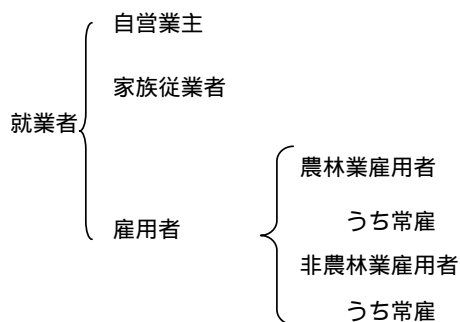 自営業主
家族従業者
就業者
雇用者
農林業雇用者
うち常雇
非農林業雇用者
うち常雇